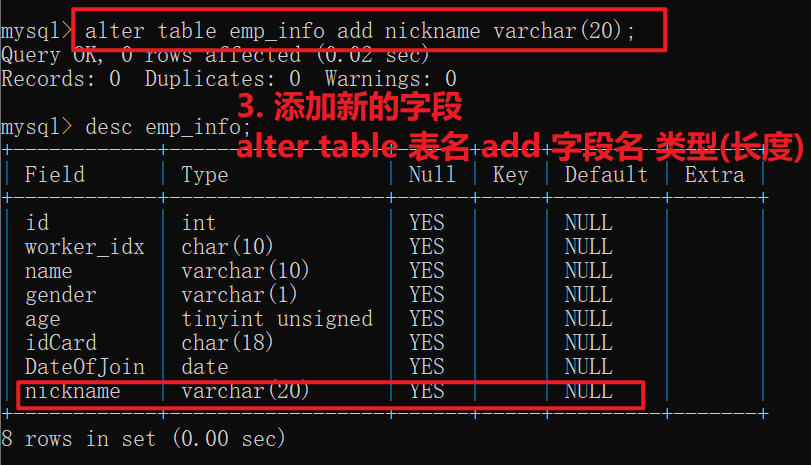 mysql> alter table emp_info add nickname varchar(20);
Query OK, 0 rows affected (0.02 sec)
Records: 0  Duplicates: 0  Warnings: 0
3. 添加新的字段
mysql> desc emp_info;
alter table 表名 add 字段名 类型(长度)
+-------------+------------------+------+-----+---------+-------+
| Field | Type | Null | Key | Default | Extra |
+-------------+------------------+------+-----+---------+-------+
| id | int | YES | | NULL | |
| worker_idx | char(10) | YES | | NULL | |
| name | varchar(10) | YES | | NULL | |
| gender | varchar(1) | YES | | NULL | |
| age | tinyint unsigned | YES | | NULL | |
| idCard | char(18) | YES | | NULL | |
| DateOfJoin | date | YES | | NULL | |
| nickname | varchar(20) | YES | | NULL | |
+-------------+------------------+------+-----+---------+-------+
8 rows in set (0.00 sec)